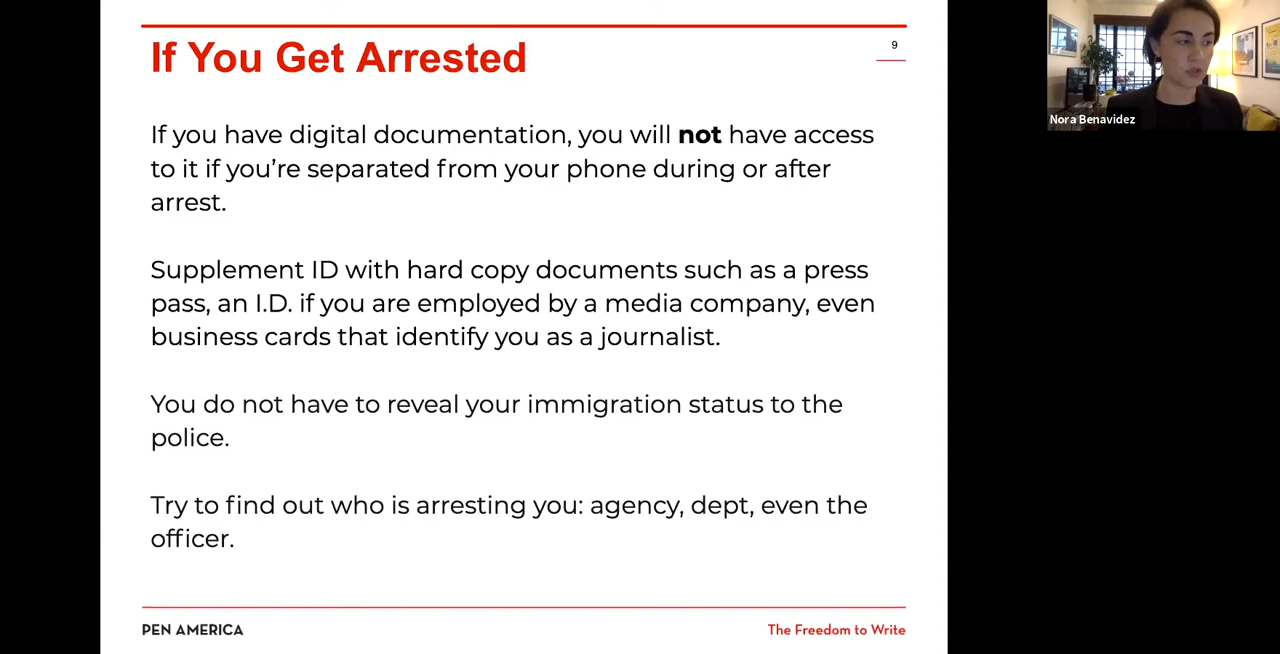 If You Get Arrested
9
If you have digital documentation, you will not have access
to it if you're separated from your phone during or after
arrest.
Supplement ID with hard copy documents such as a press
pass, an I.D. if you are employed by a media company, even
business cards that identify you as a journalist.
You do not have to reveal your immigration status to the
police.
Try to find out who is arresting you: agency, dept, even the
officer.
PEN AMERICA
The Freedom to Write
Nora Benavidez